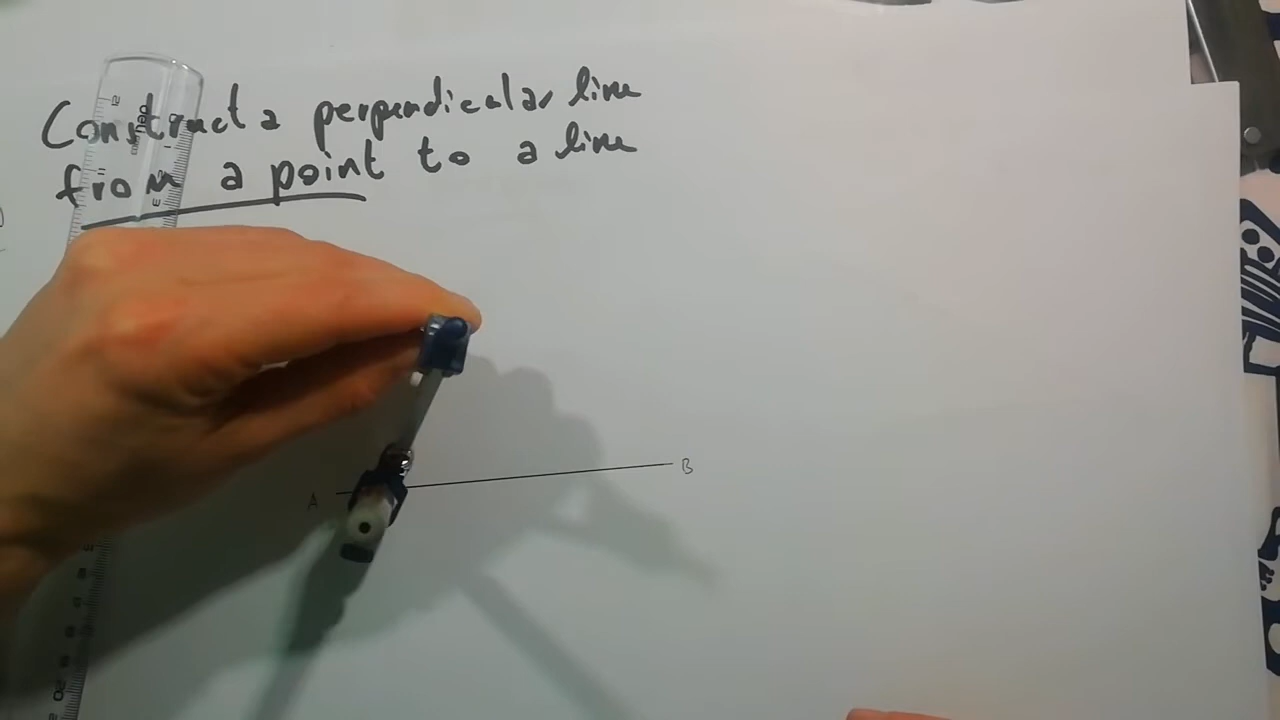 Construct a perpendicular line
from a point to a line
A
B